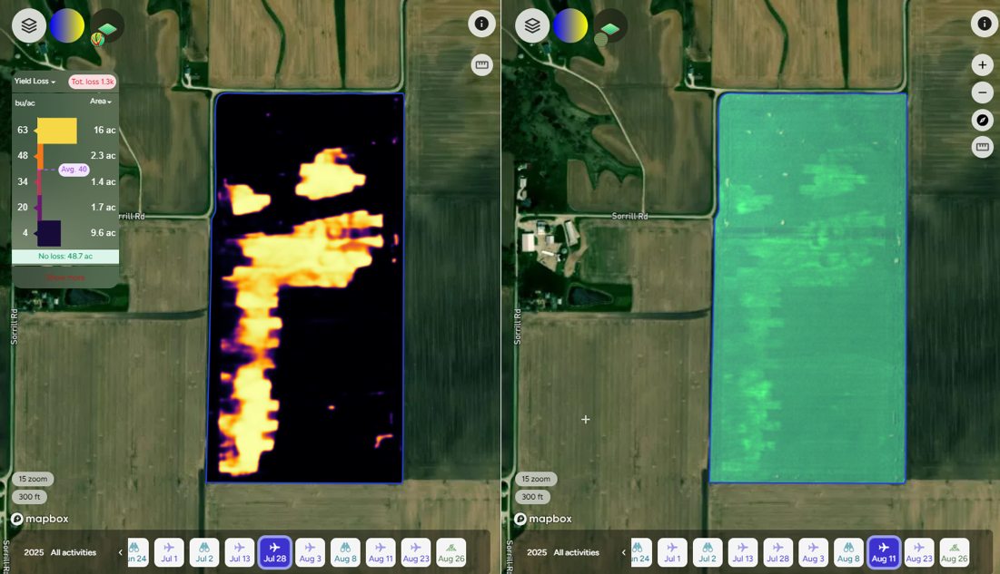 Yield Loss
Tot. loss 1.3k
bu/ac
Area
63
16 ac
48
2.3 ac
Avg. 40
34
1.4 ac
20
1.7 ac
4
9.6 ac
No loss: 48.7 ac
Show more
rrill Rd
Sorrill Rd
Sorrill Rd
15 zoom
300 ft
mapbox
2025
All activities
un 24
Jul 1
Jul 2
Jul 13
Jul 28
Aug 3
Aug 8
Aug 11
Aug 23
Aug 26
Sorrill Rd
Sorrill Rd
15 zoom
300 ft
mapbox
2025
All activities
un 24
Jul 1
Jul 2
Jul 13
Jul 28
Aug 3
Aug 8
Aug 11
Aug 23
Aug 26